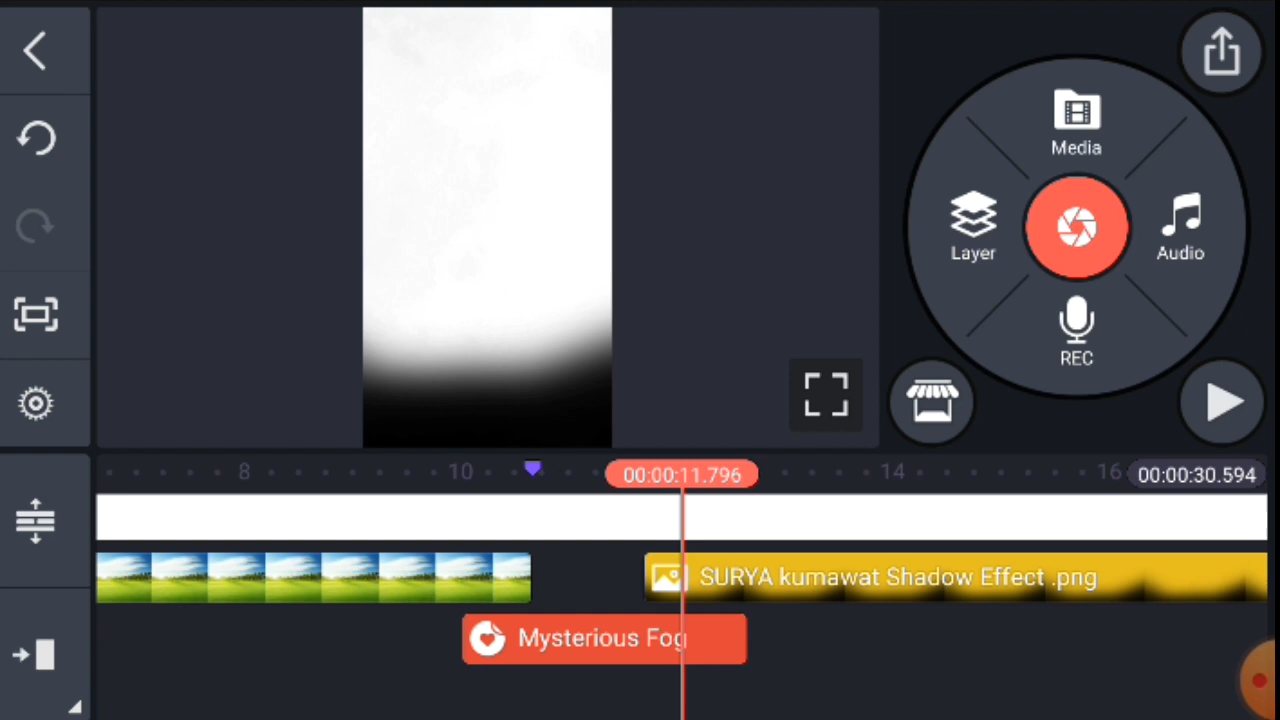 Media
Layer
Audio
REC
8
10
00:00:11.796
14
16
00:00:30.594
SURYA kumawat Shadow Effect .png
Mysterious Fog